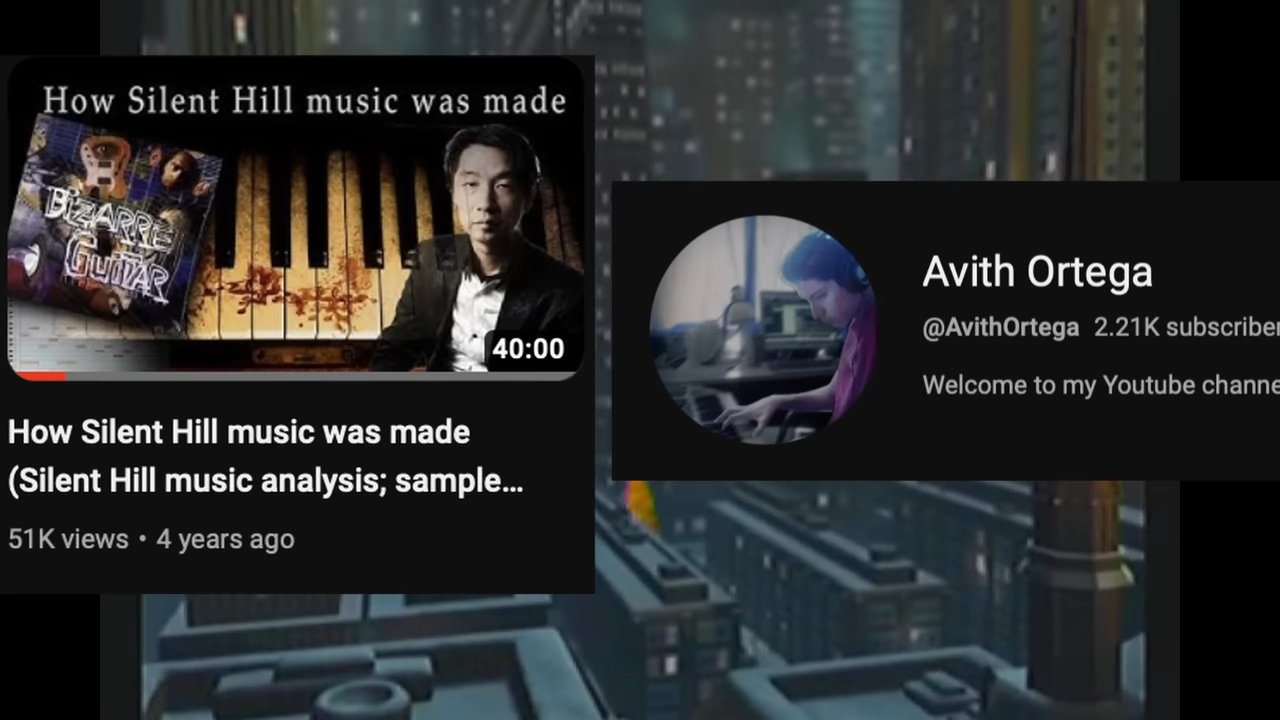 How Silent Hill music was made
BIZARRE
GUITAR
40:00
How Silent Hill music was made
(Silent Hill music analysis; sample...
51K views • 4 years ago
Avith Ortega
@AvithOrtega 2.21K subscriber
Welcome to my Youtube channe